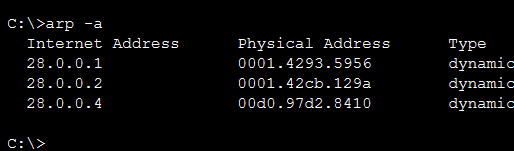 C:\>arp -a
Internet Address Physical Address Type
28.0.0.1 0001.4293.5956 dynamic
28.0.0.2 0001.42cb.129a dynamic
28.0.0.4 00d0.97d2.8410 dynamic
C:\>